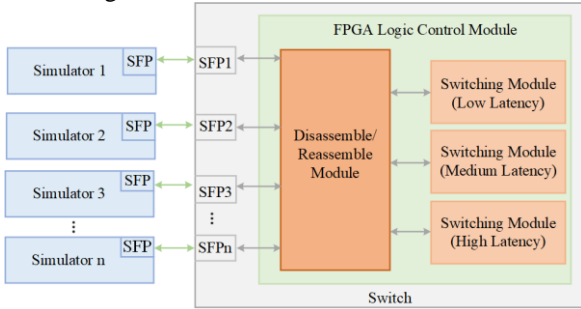 FPGA Logic Control Module
Simulator 1
SFP
SFP1
Simulator 2
SFP
SFP2
Simulator 3
SFP
SFP3
Simulator n
SFP
SFPn
Disassemble/
Reassemble
Module
Switching Module
(Low Latency)
Switching Module
(Medium Latency)
Switching Module
(High Latency)
Switch